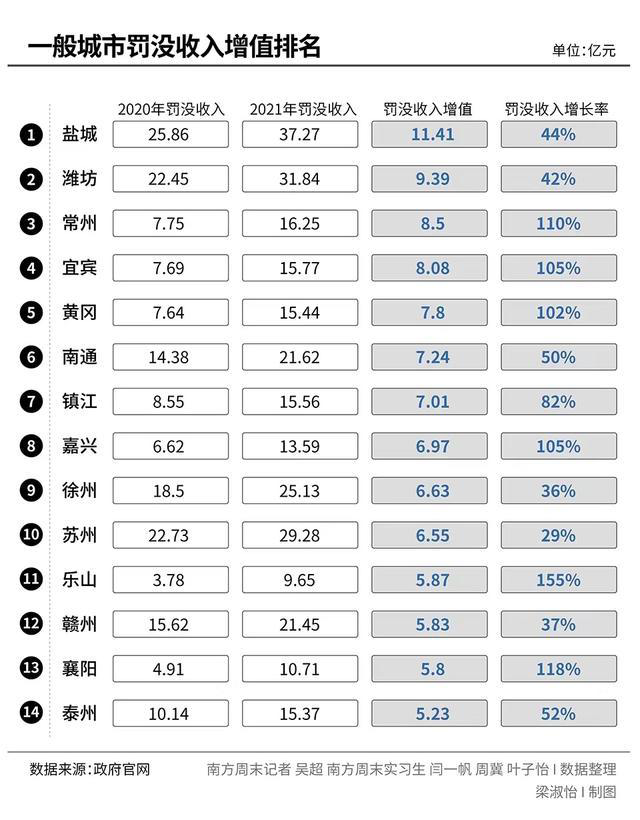 一般城市罚没收入增值排名
单位:亿元
2020年罚没收入 2021年罚没收入 罚没收入增值 罚没收入增长率
1 盐城 25.86 37.27 11.41 44%
2 潍坊 22.45 31.84 9.39 42%
3 常州 7.75 16.25 8.5 110%
4 宜宾 7.69 15.77 8.08 105%
5 黄冈 7.64 15.44 7.8 102%
6 南通 14.38 21.62 7.24 50%
7 镇江 8.55 15.56 7.01 82%
8 嘉兴 6.62 13.59 6.97 105%
9 徐州 18.5 25.13 6.63 36%
10 苏州 22.73 29.28 6.55 29%
11 乐山 3.78 9.65 5.87 155%
12 赣州 15.62 21.45 5.83 37%
13 襄阳 4.91 10.71 5.8 118%
14 泰州 10.14 15.37 5.23 52%
数据来源:政府官网 南方周末记者 吴超 南方周末实习生 闫一帆 周冀 叶子怡 | 数据整理
梁淑怡 | 制图